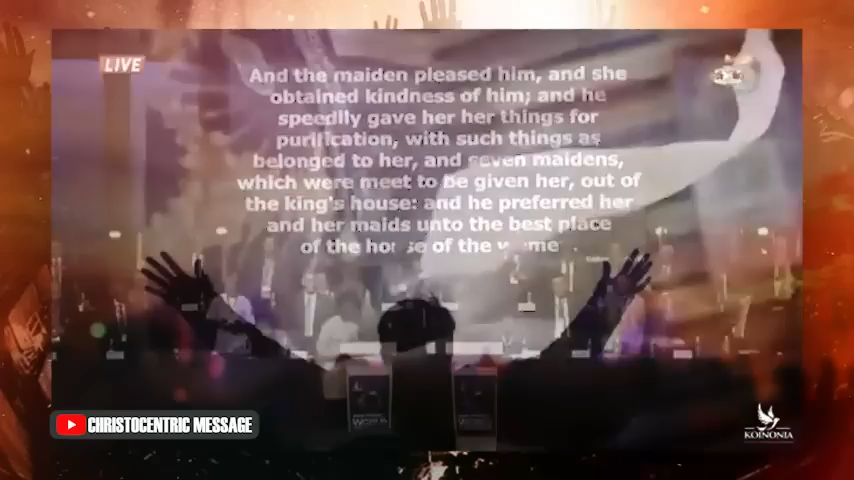 LIVE
And the maiden pleased him, and she
obtained kindness of him; and he
speedily gave her her things for
purification, with such things as
belonged to her, and seven maidens,
which were meet to be given her, out of
the king's house: and he preferred her
and her maids unto the best place
of the house of the
CHRISTOCENTRIC MESSAGE
KOINONIA